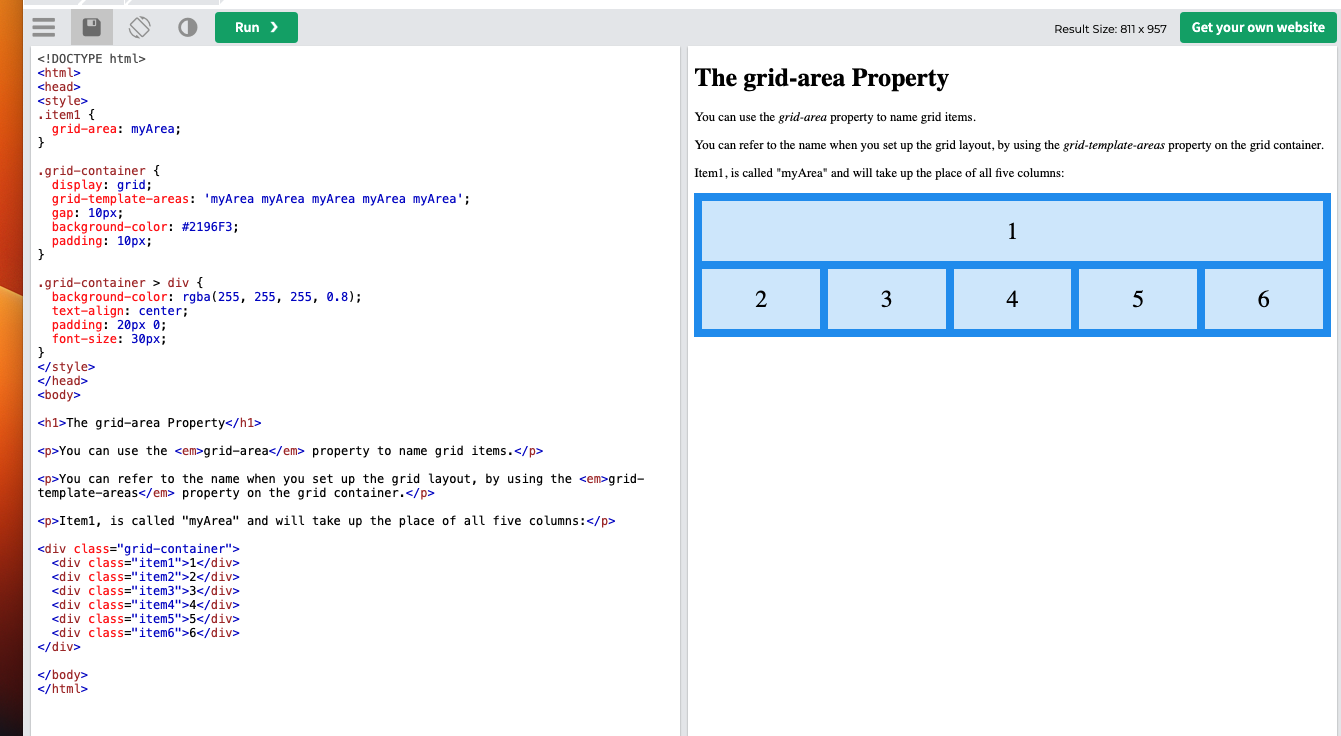 Run ❯
Result Size: 811 x 957
Get your own website
<!DOCTYPE html>
<html>
<head>
<style>
.item1 {
  grid-area: myArea;
}

.grid-container {
  display: grid;
  grid-template-areas: 'myArea myArea myArea myArea myArea';
  gap: 10px;
  background-color: #2196F3;
  padding: 10px;
}

.grid-container > div {
  background-color: rgba(255, 255, 255, 0.8);
  text-align: center;
  padding: 20px 0;
  font-size: 30px;
}
</style>
</head>
<body>

<h1>The grid-area Property</h1>

<p>You can use the <em>grid-area</em> property to name grid items.</p>

<p>You can refer to the name when you set up the grid layout, by using the <em>grid-
template-areas</em> property on the grid container.</p>

<p>Item1, is called "myArea" and will take up the place of all five columns:</p>

<div class="grid-container">
  <div class="item1">1</div>
  <div class="item2">2</div>
  <div class="item3">3</div>
  <div class="item4">4</div>
  <div class="item5">5</div>
  <div class="item6">6</div>
</div>

</body>
</html>
The grid-area Property
You can use the grid-area property to name grid items.
You can refer to the name when you set up the grid layout, by using the grid-template-areas property on the grid container.
Item1, is called "myArea" and will take up the place of all five columns:
1
2 3 4 5 6